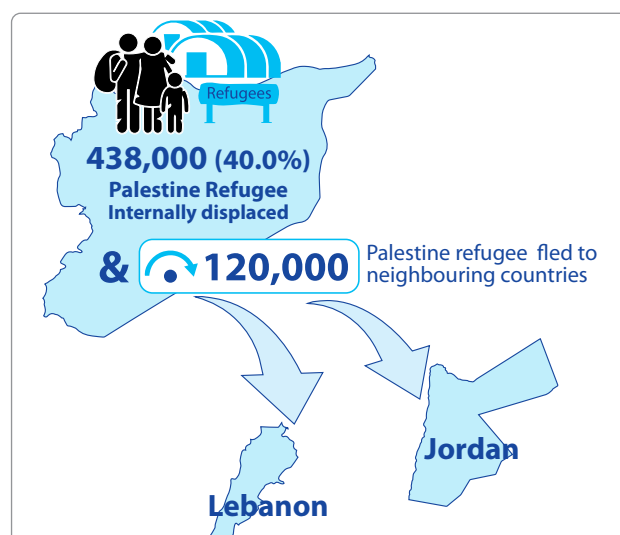 Refugees
438,000 (40.0%)
Palestine Refugee
Internally displaced
& 120,000
Palestine refugee fled to
neighbouring countries
Jordan
Lebanon